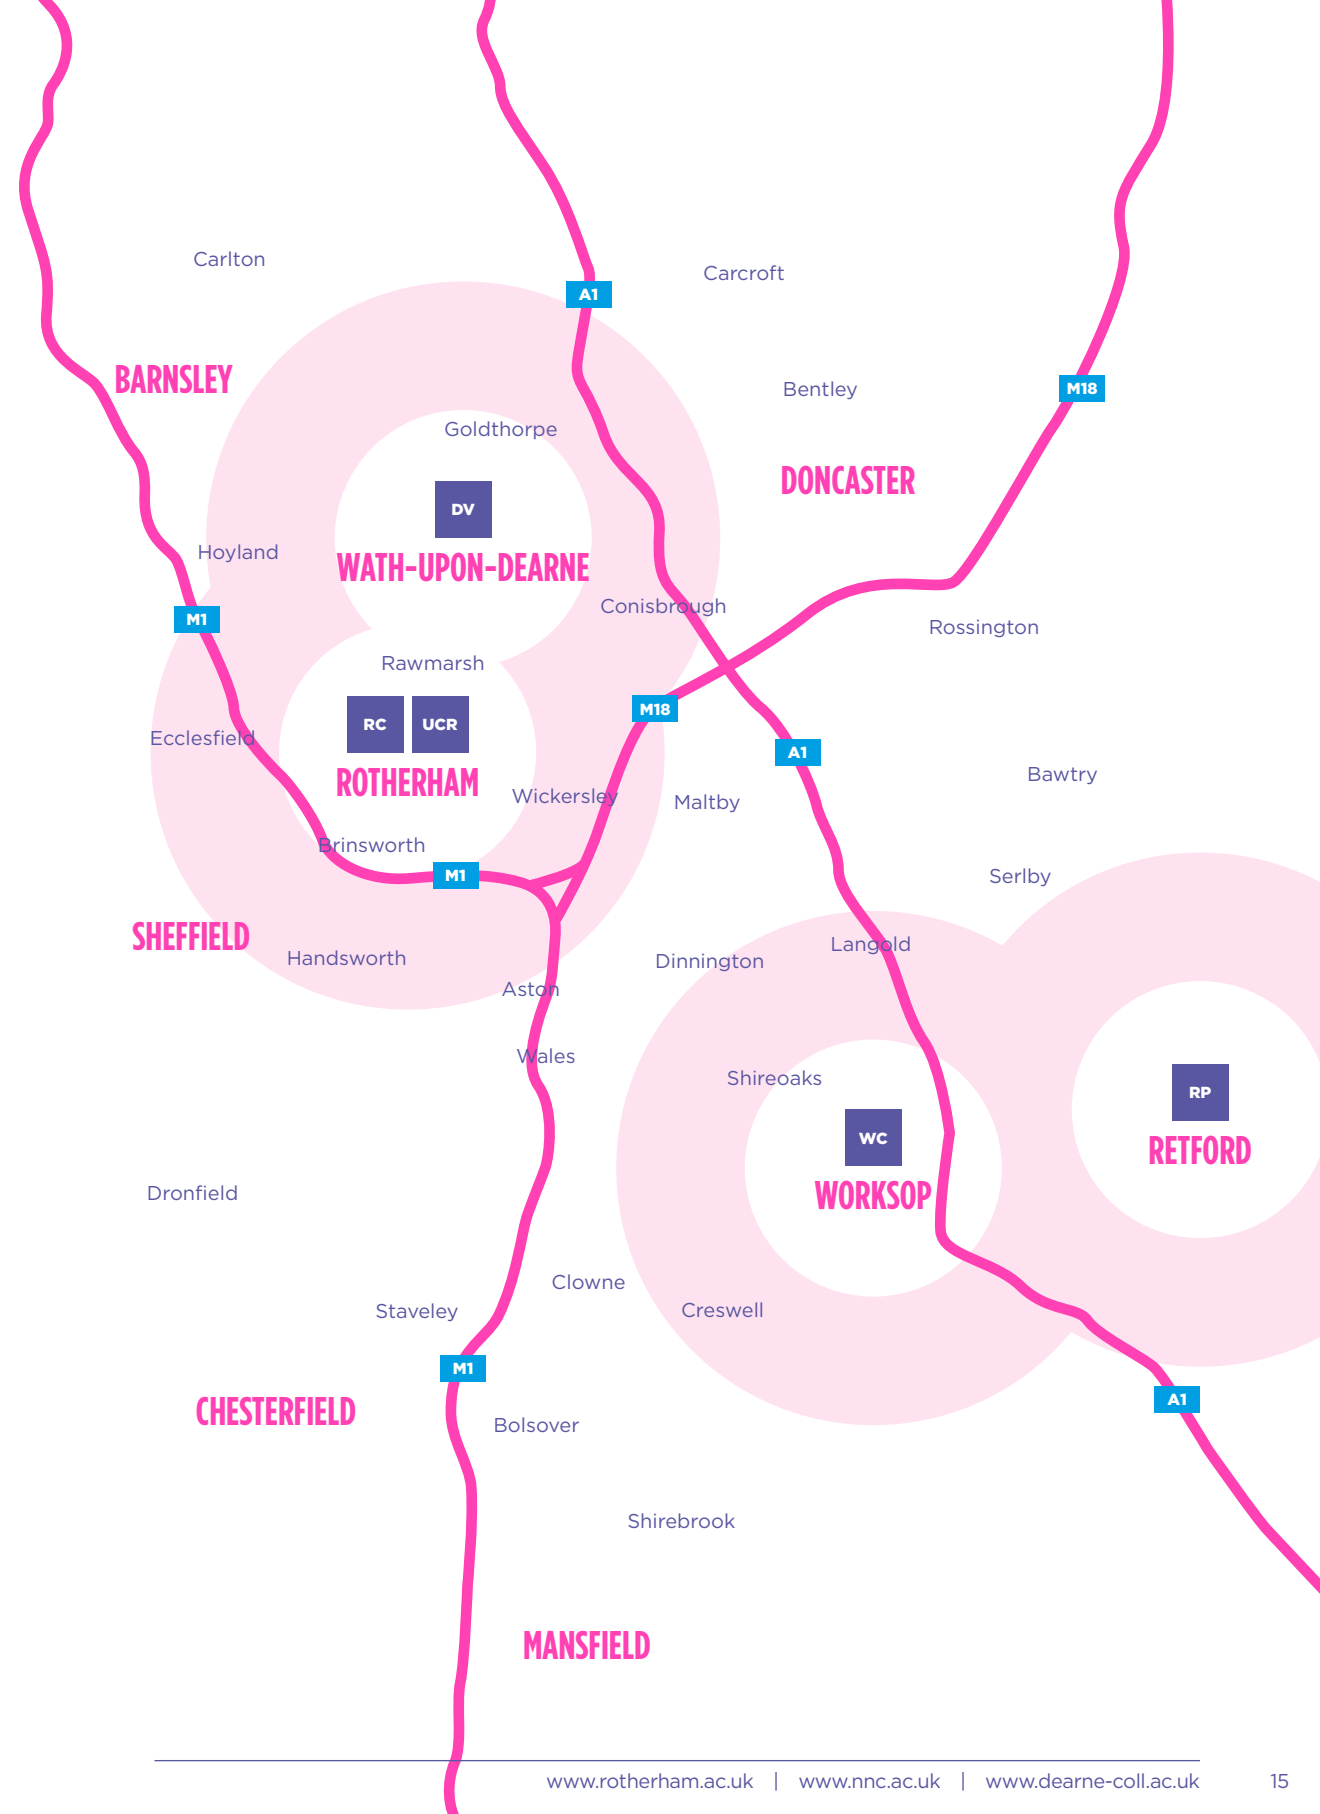 Carlton
Carcroft
A1
BARNSLEY
Bentley
M18
Goldthorpe
DONCASTER
DV
Hoyland
WATH-UPON-DEARNE
Conisbrough
M1
Rossington
Rawmarsh
M18
RC UCR
Ecclesfield
A1
ROTHERHAM
Bawtry
Wickersley
Maltby
Brinsworth
M1
Serlby
SHEFFIELD
Langold
Handsworth
Dinnington
Aston
Wales
Shireoaks
RP
WC
RETFORD
Dronfield
WORKSOP
Clowne
Staveley
Creswell
M1
A1
CHESTERFIELD
Bolsover
Shirebrook
MANSFIELD
www.rotherham.ac.uk | www.nnc.ac.uk | www.dearne-coll.ac.uk 15